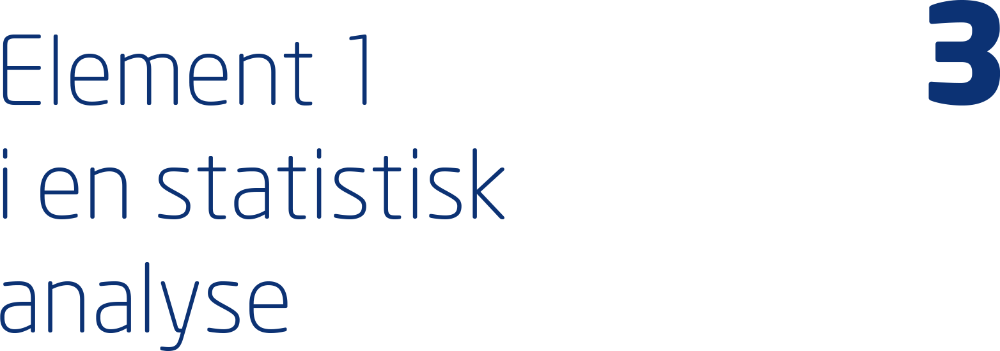 Element 1
i en statistisk
analyse
3